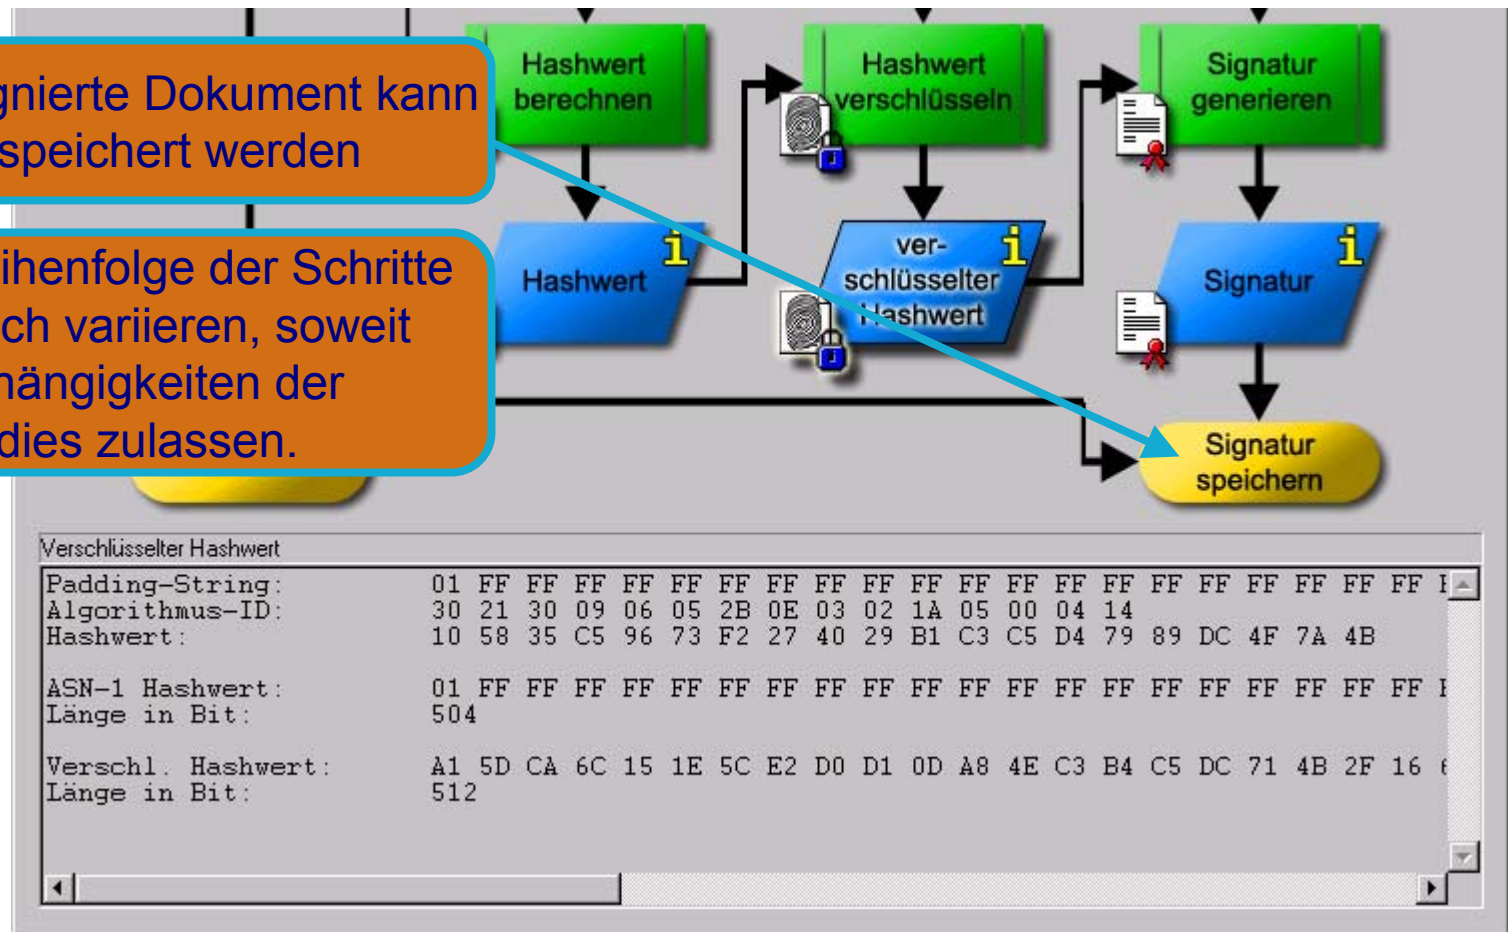 gnierte Dokument kann
speichert werden
ihenfolge der Schritte
ch variieren, soweit
hängigkeiten der
dies zulassen.
Hashwert
berechnen
Hashwert
verschlüsseln
Signatur
generieren
Hashwert
i
ver-
schlüsselter
Hashwert
i
Signatur
i
Signatur
speichern
Verschlüsselter Hashwert
Padding-String: 01 FF FF FF FF FF FF FF FF FF FF FF FF FF FF FF FF FF FF FF FF
Algorithmus-ID: 30 21 30 09 06 05 2B 0E 03 02 1A 05 00 04 14
Hashwert: 10 58 35 C5 96 73 F2 27 40 29 B1 C3 C5 D4 79 89 DC 4F 7A 4B
ASN-1 Hashwert: 01 FF FF FF FF FF FF FF FF FF FF FF FF FF FF FF FF FF FF FF FF
Länge in Bit: 504
Verschl. Hashwert: A1 5D CA 6C 15 1E 5C E2 D0 D1 0D A8 4E C3 B4 C5 DC 71 4B 2F 16
Länge in Bit: 512